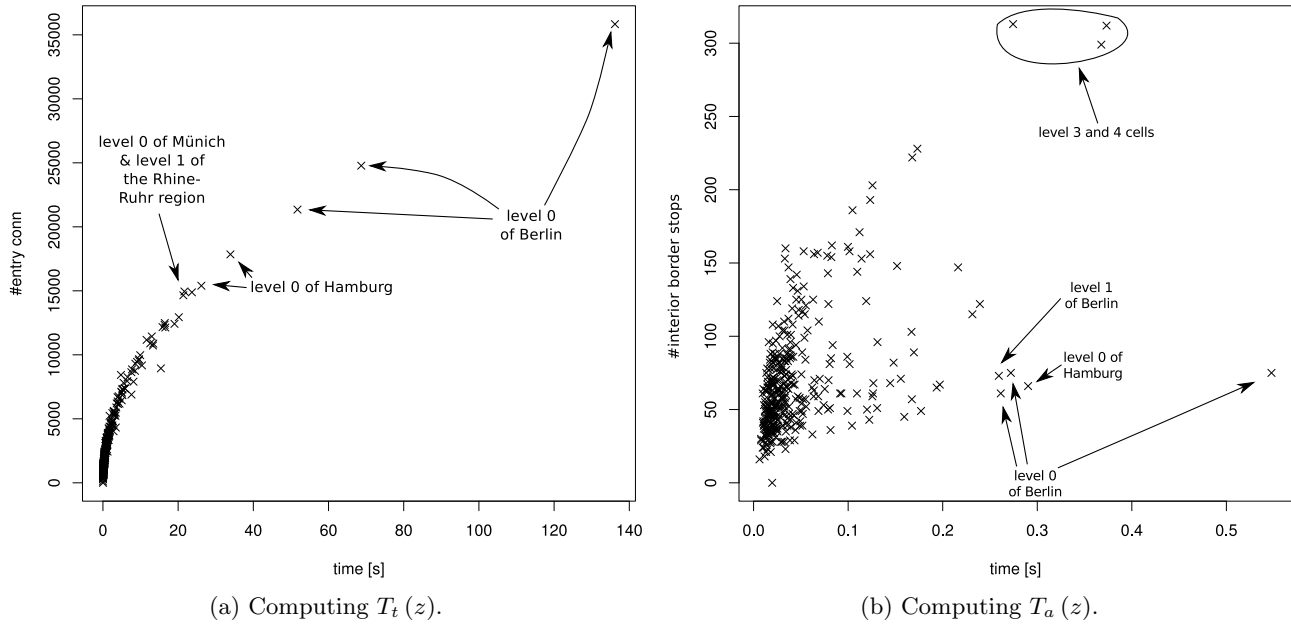 35000
30000
25000
20000
15000
10000
5000
0
#entry conn
level 0 of Münich
& level 1 of
the Rhine-
Ruhr region
level 0
of Berlin
level 0 of Hamburg
0 20 40 60 80 100 120 140
time [s]
(a) Computing T_t (z).
300
250
200
150
100
50
0
#interior border stops
level 3 and 4 cells
level 1
of Berlin
level 0 of
Hamburg
level 0
of Berlin
0.0 0.1 0.2 0.3 0.4 0.5
time [s]
(b) Computing T_a (z).